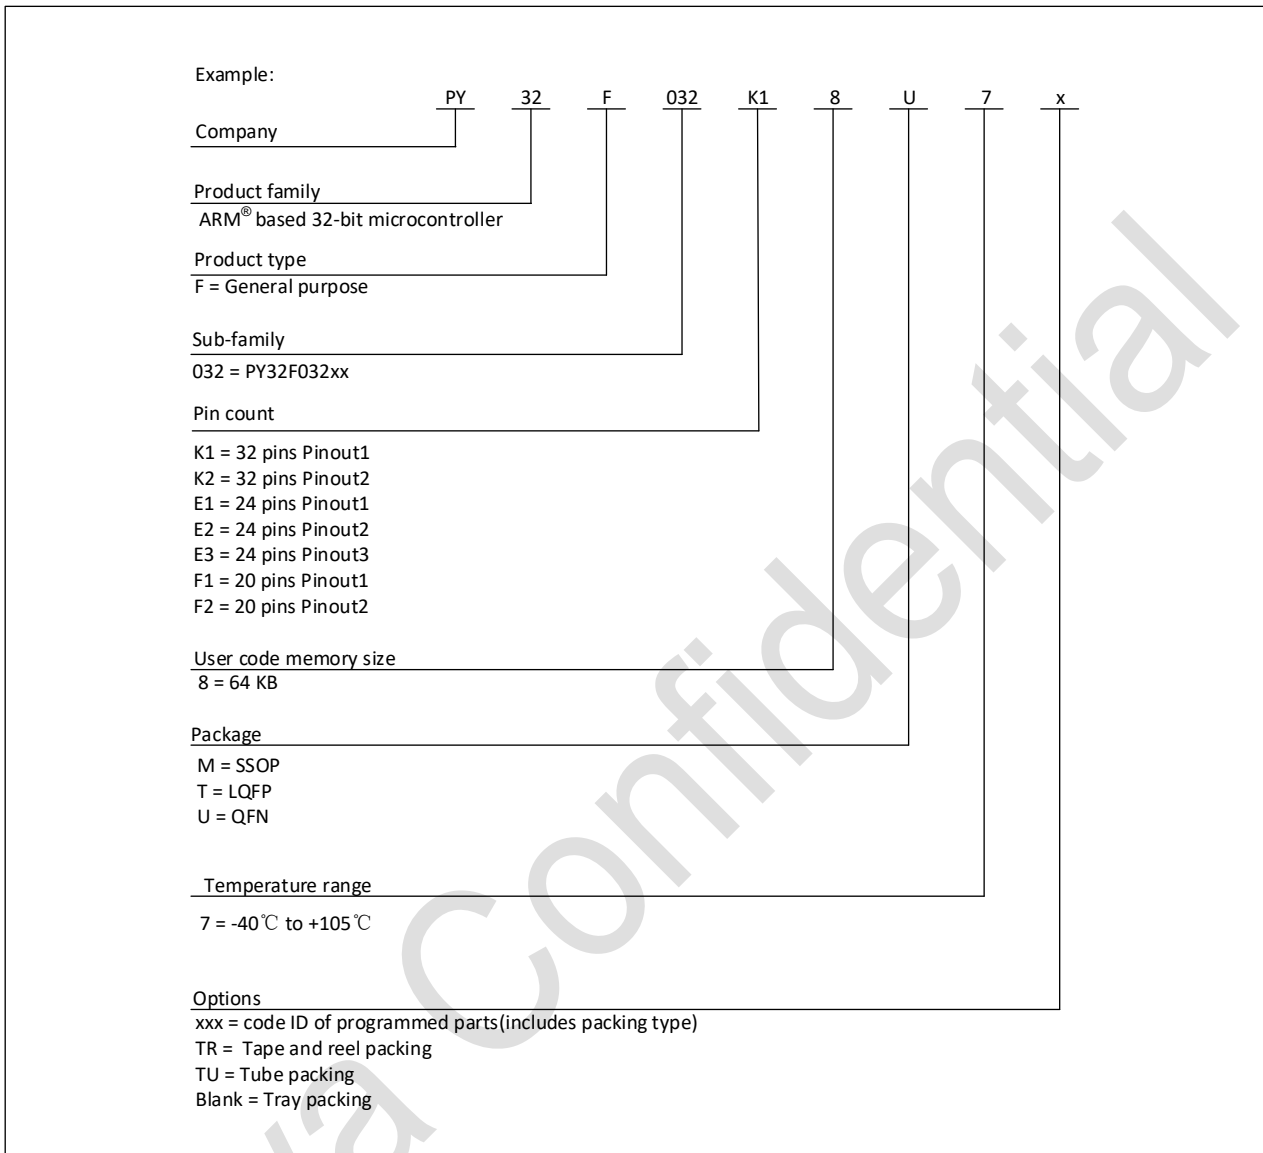 Example:
PY 32 F 032 K1 8 U 7 x
Company
Product family
ARM® based 32-bit microcontroller
Product type
F = General purpose
Sub-family
032 = PY32F032xx
Pin count
K1 = 32 pins Pinout1
K2 = 32 pins Pinout2
E1 = 24 pins Pinout1
E2 = 24 pins Pinout2
E3 = 24 pins Pinout3
F1 = 20 pins Pinout1
F2 = 20 pins Pinout2
User code memory size
8 = 64 KB
Package
M = SSOP
T = LQFP
U = QFN
Temperature range
7 = -40℃ to +105℃
Options
xxx = code ID of programmed parts(includes packing type)
TR = Tape and reel packing
TU = Tube packing
Blank = Tray packing
Confidential